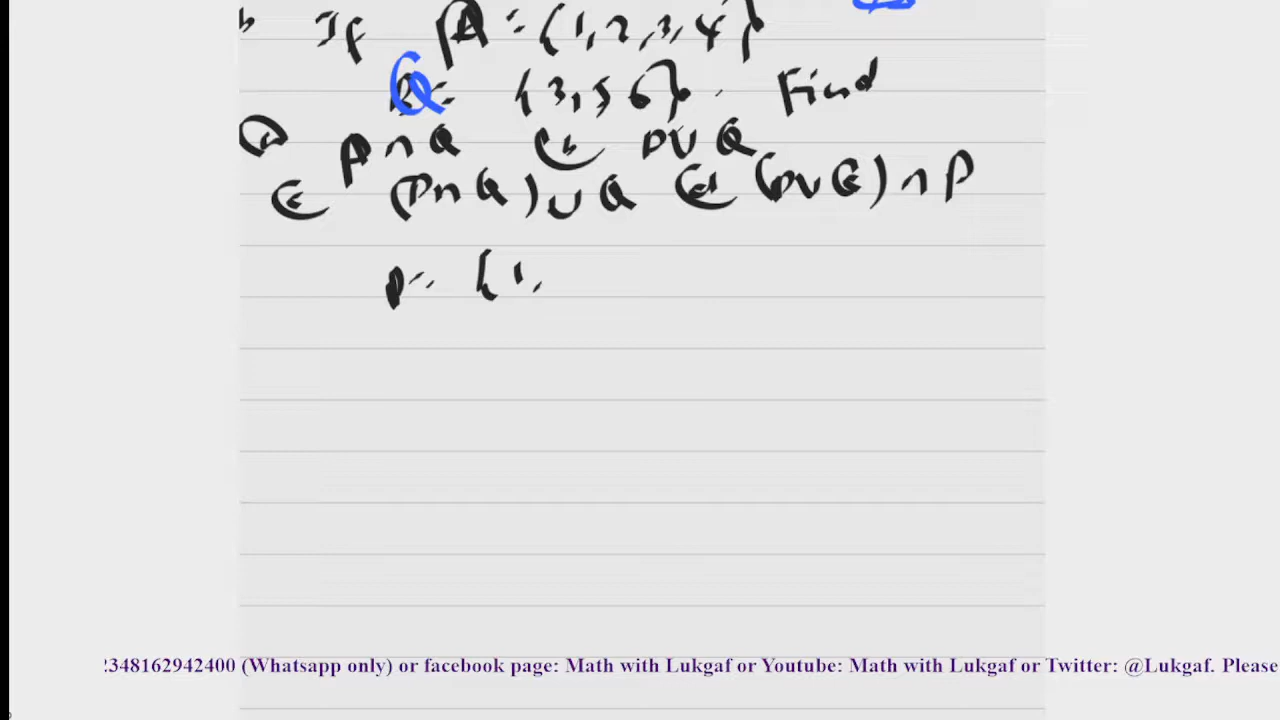 If P = {1, 2, 3, 4}
Q = {3, 5 6}. Find
a P ∩ Q (b P ∪ Q
c (P ∩ Q) ∪ Q d (P ∪ Q) ∩ P
P = {1,
2348162942400 (Whatsapp only) or facebook page: Math with Lukgaf or Youtube: Math with Lukgaf or Twitter: @Lukgaf. Please